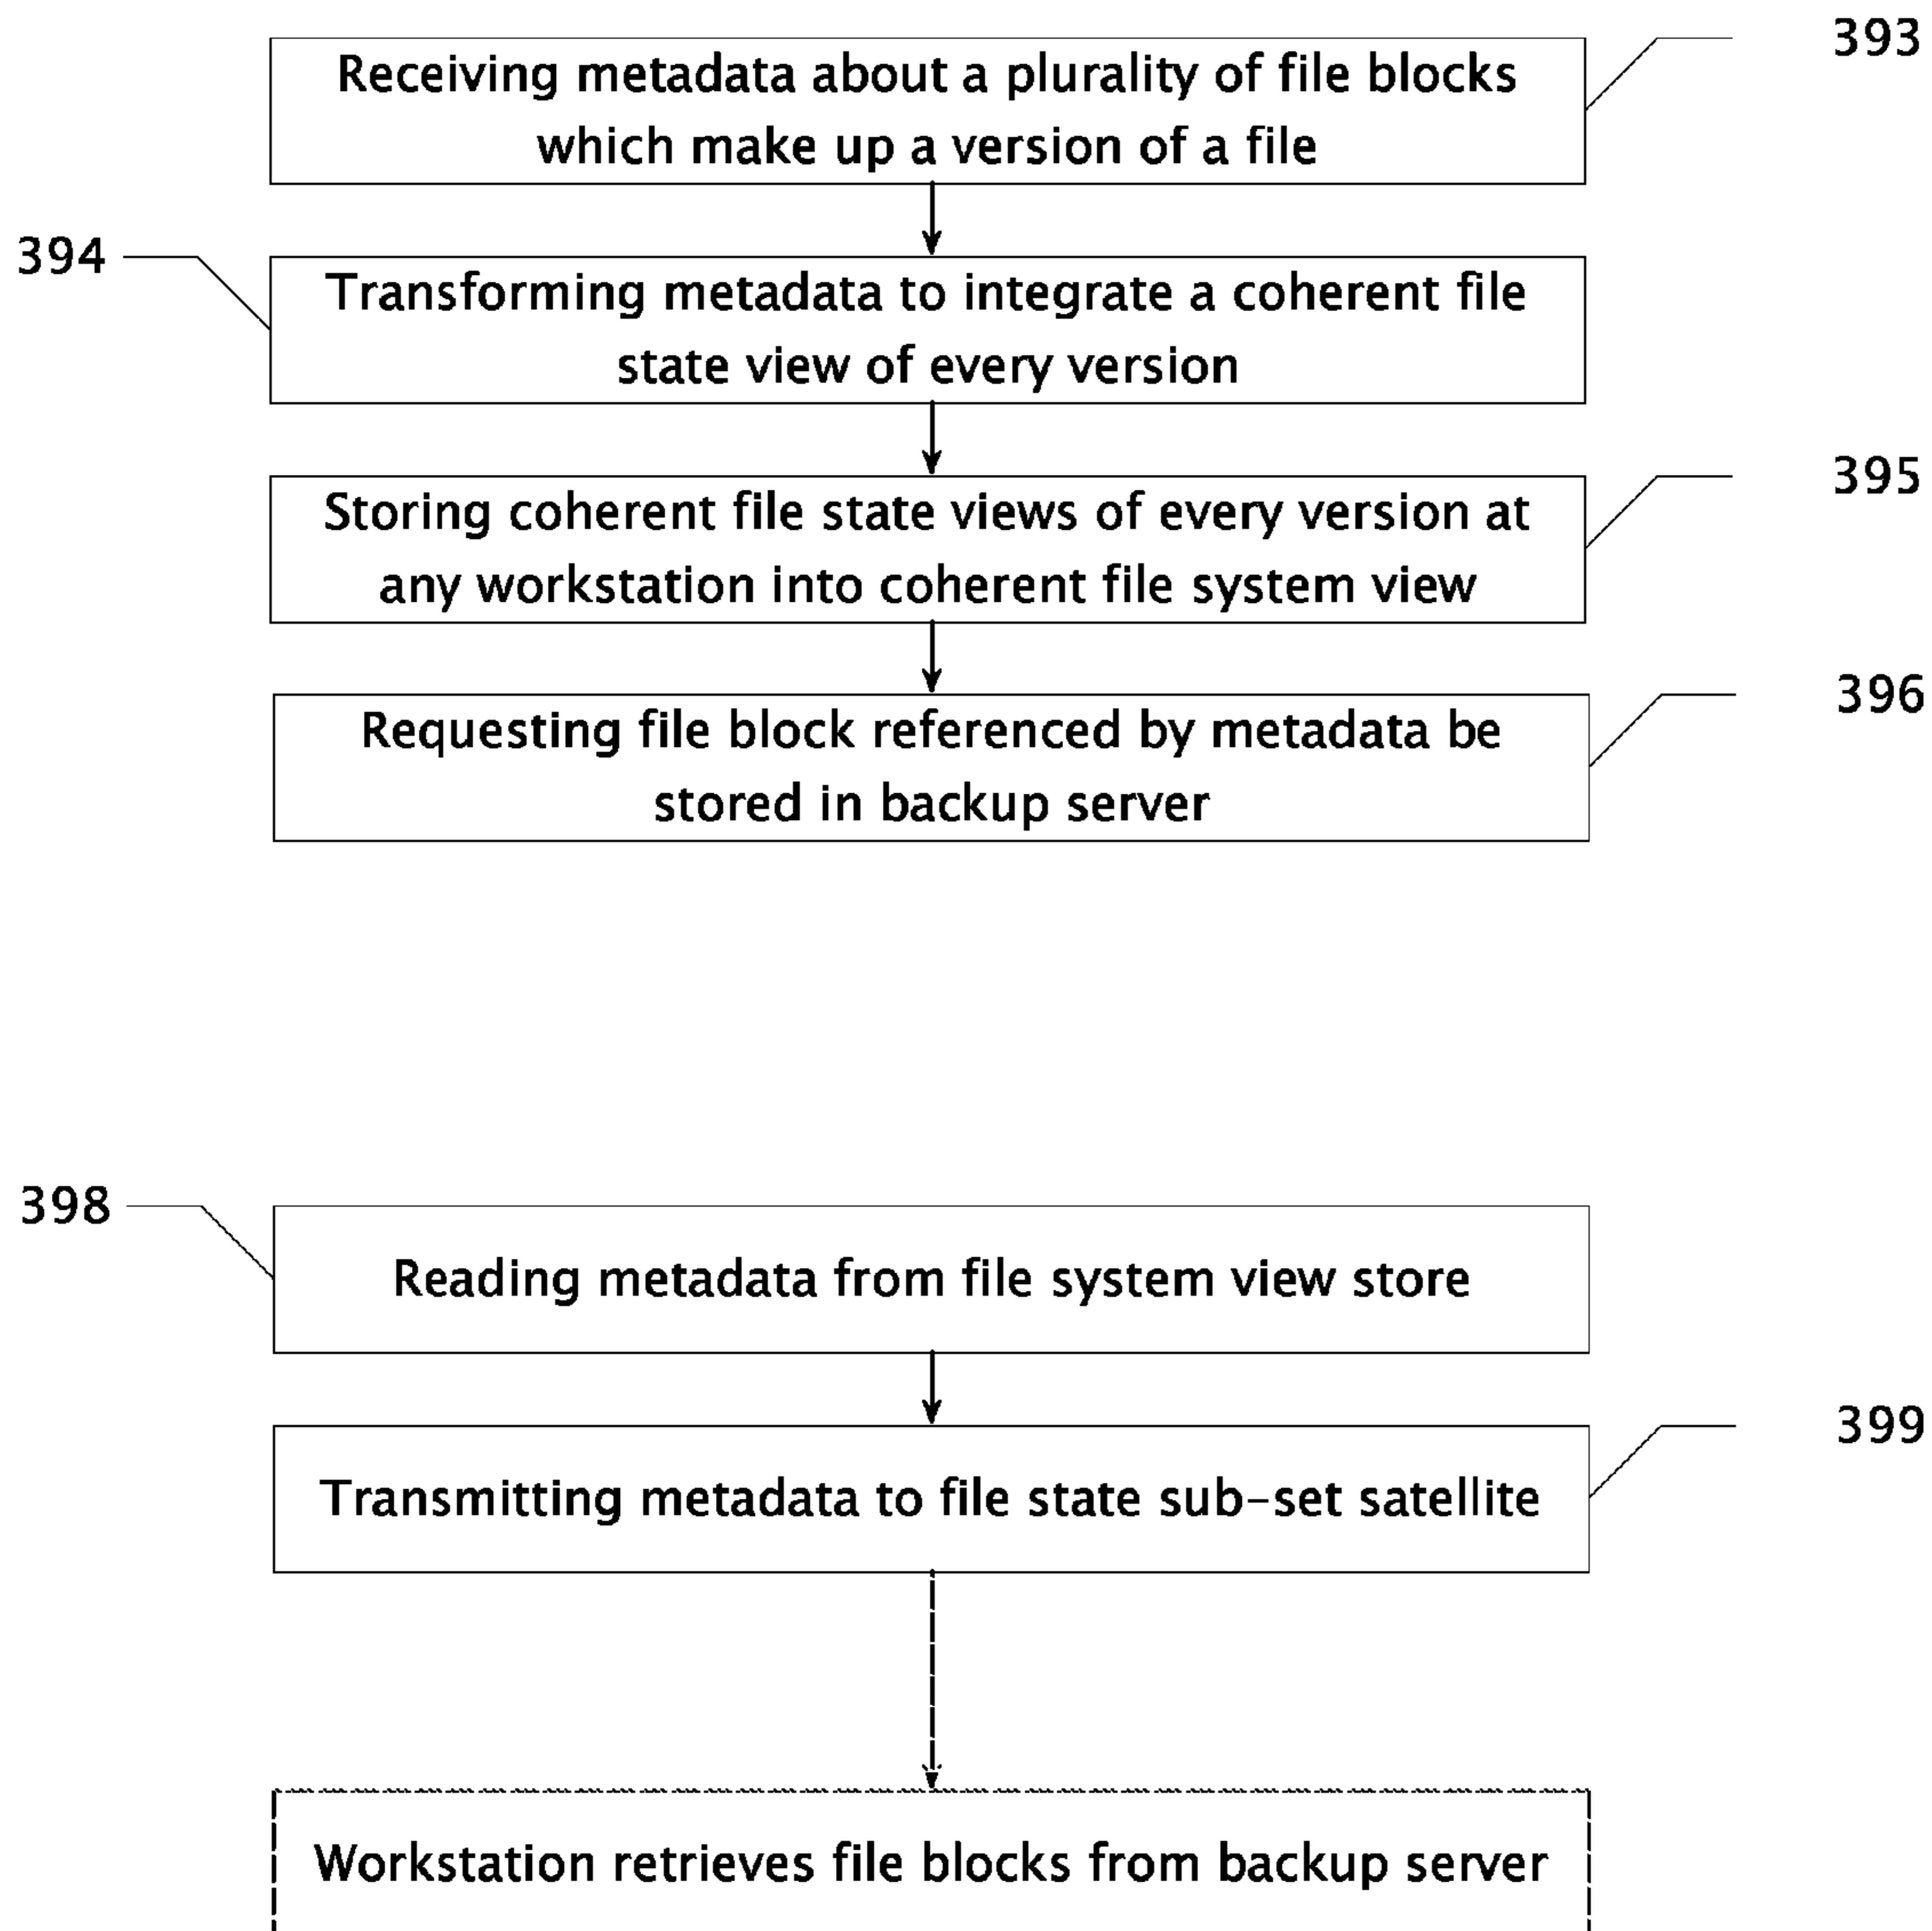 393
Receiving metadata about a plurality of file blocks
which make up a version of a file
394
Transforming metadata to integrate a coherent file
state view of every version
395
Storing coherent file state views of every version at
any workstation into coherent file system view
396
Requesting file block referenced by metadata be
stored in backup server
398
Reading metadata from file system view store
399
Transmitting metadata to file state sub-set satellite
Workstation retrieves file blocks from backup server